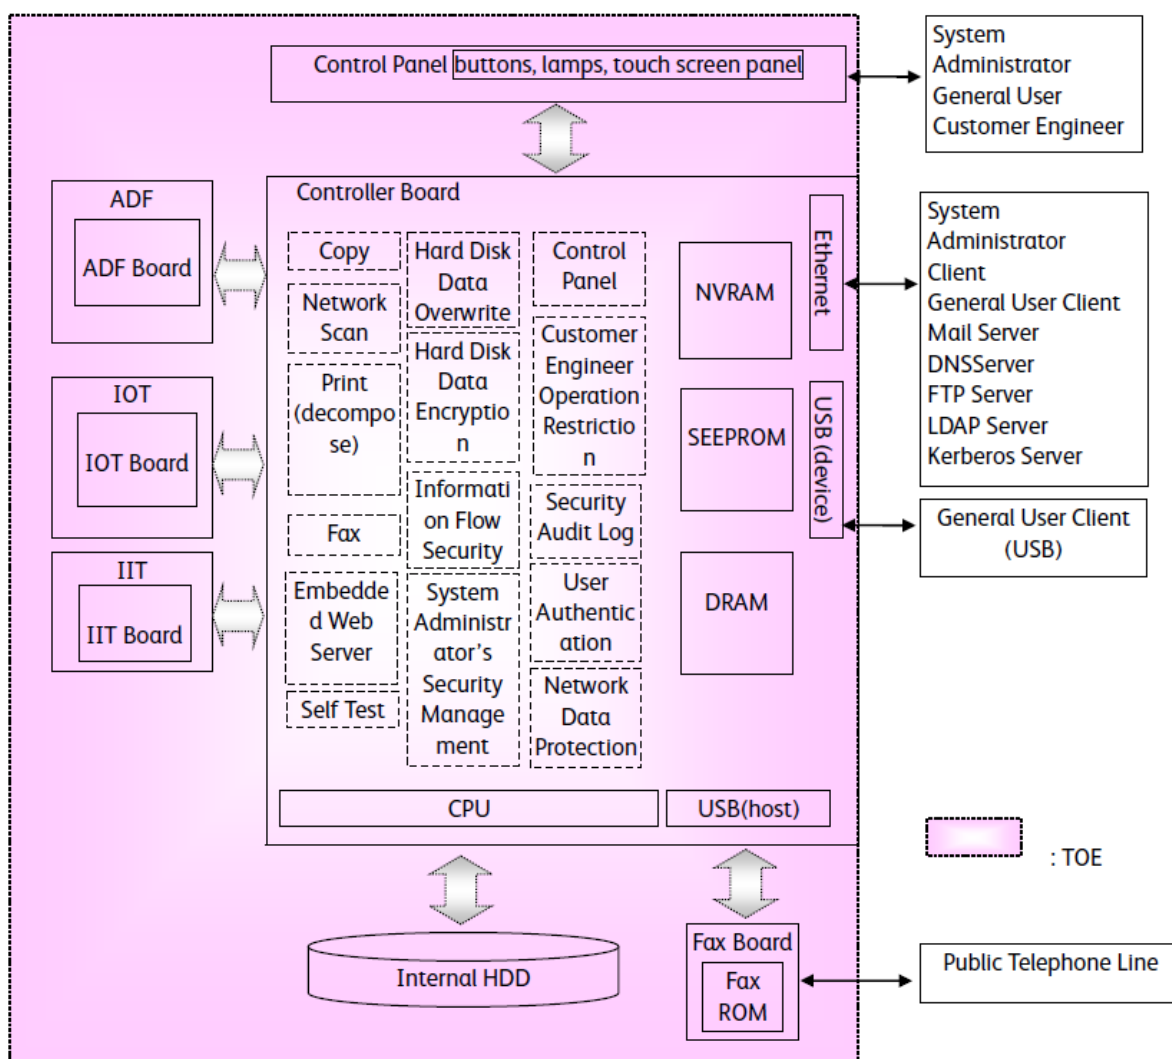 Control Panel buttons, lamps, touch screen panel
System
Administrator
General User
Customer Engineer
ADF
ADF Board
IOT
IOT Board
IIT
IIT Board
Controller Board
Copy
Network
Scan
Print
(decompo
se)
Fax
Embedde
d Web
Server
Self Test
Hard Disk
Data
Overwrite
Hard Disk
Data
Encryptio
n
Informati
on Flow
Security
System
Administr
ator’s
Security
Manage
ment
Control
Panel
Customer
Engineer
Operation
Restrictio
n
Security
Audit Log
User
Authentic
ation
Network
Data
Protection
NVRAM
SEEPROM
DRAM
Ethernet
USB (device)
CPU
USB(host)
System
Administrator
Client
General User Client
Mail Server
DNSServer
FTP Server
LDAP Server
Kerberos Server
General User Client
(USB)
: TOE
Internal HDD
Fax Board
Fax
ROM
Public Telephone Line